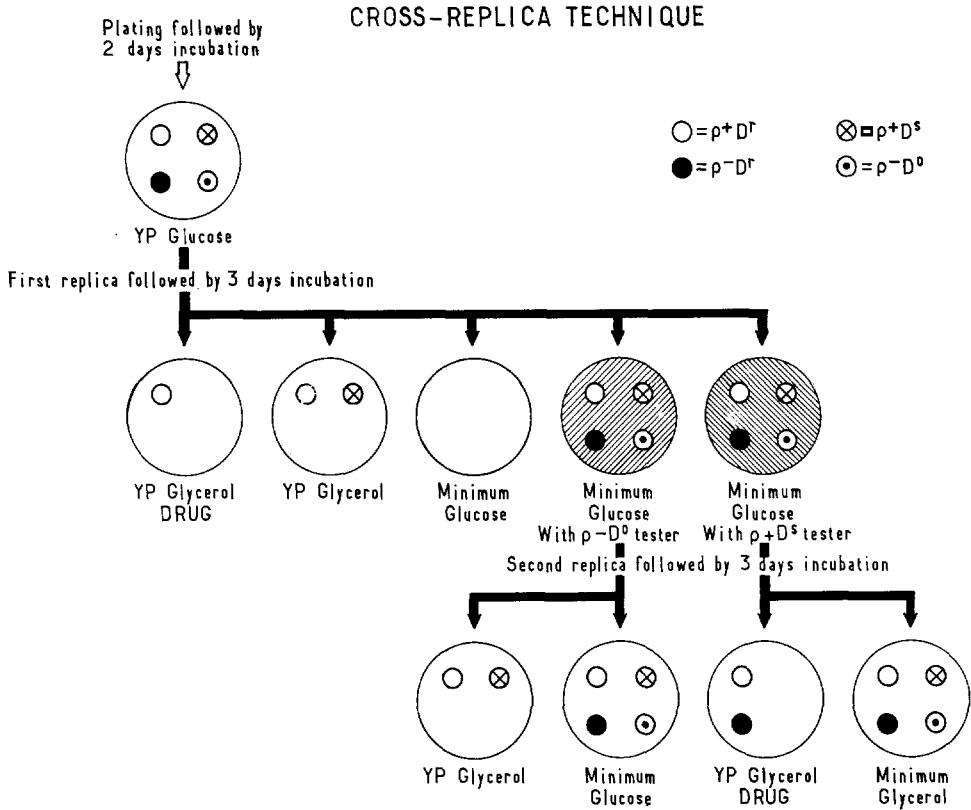 CROSS-REPLICA TECHNIQUE
Plating followed by
2 days incubation
=ρ+Dʳ
=ρ+Dˢ
=ρ−Dʳ
=ρ−D⁰
YP Glucose
First replica followed by 3 days incubation
YP Glycerol
DRUG
YP Glycerol
Minimum
Glucose
Minimum
Glucose
With ρ−D⁰ tester
Minimum
Glucose
With ρ+Dˢ tester
Second replica followed by 3 days incubation
YP Glycerol
Minimum
Glucose
YP Glycerol
DRUG
Minimum
Glycerol